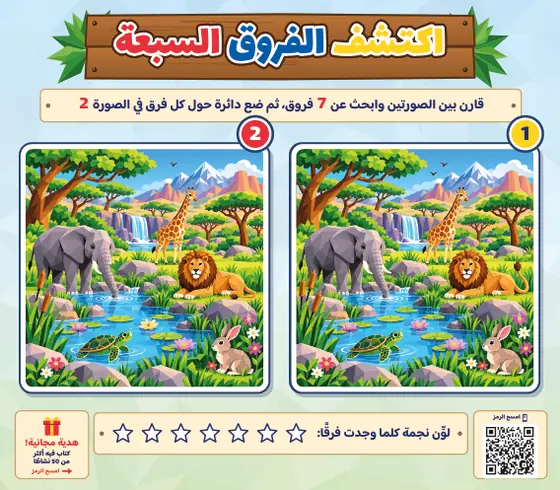 اكتشف الفروق السبعة
قارن بين الصورتين وابحث عن 7 فروق، ثم ضع دائرة حول كل فرق في الصورة 2
1
2
امسح الرمز
لوِّن نجمة كلما وجدت فرقًا:
هدية مجانية!
كتاب فيه أكثر
من 50 نشاطًا
امسح الرمز